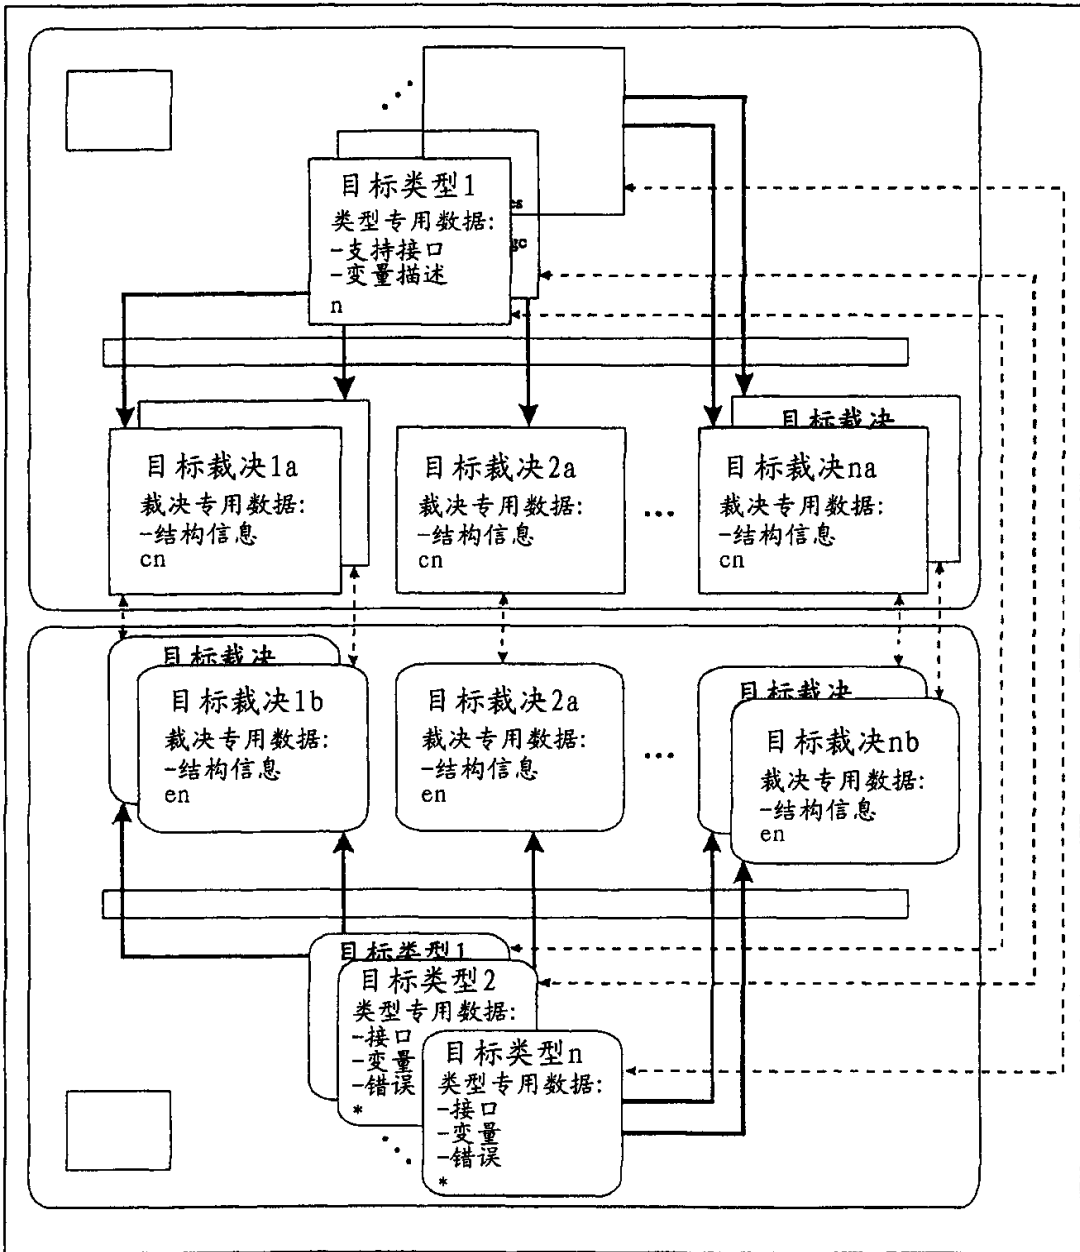 目标类型1
类型专用数据:
-支持接口
-变量描述
n
es
gc
目标裁决
目标裁决1a
裁决专用数据:
-结构信息
cn
目标裁决2a
裁决专用数据:
-结构信息
cn
...
目标裁决na
裁决专用数据:
-结构信息
cn
目标裁决
目标裁决1b
裁决专用数据:
-结构信息
en
目标裁决2a
裁决专用数据:
-结构信息
en
...
目标裁决
目标裁决nb
裁决专用数据:
-结构信息
en
目标类型1
目标类型2
类型专用数据:
-接口
-变量
-错误
*
目标类型n
类型专用数据:
-接口
-变量
-错误
*